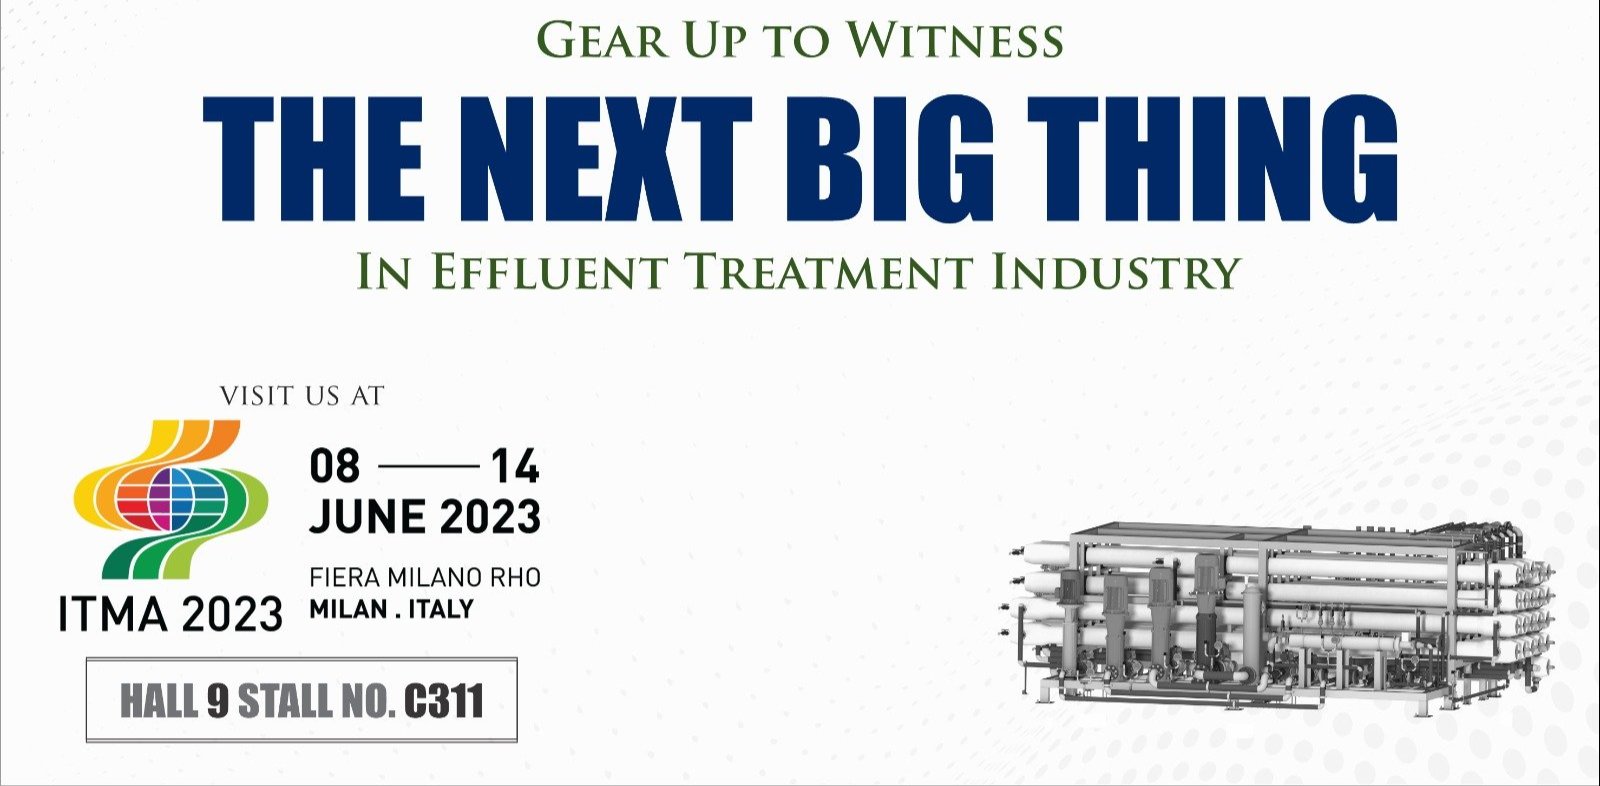 GEAR UP TO WITNESS
THE NEXT BIG THING
IN EFFLUENT TREATMENT INDUSTRY
VISIT US AT
08 — 14
JUNE 2023
FIERA MILANO RHO
MILAN . ITALY
ITMA 2023
HALL 9 STALL NO. C311